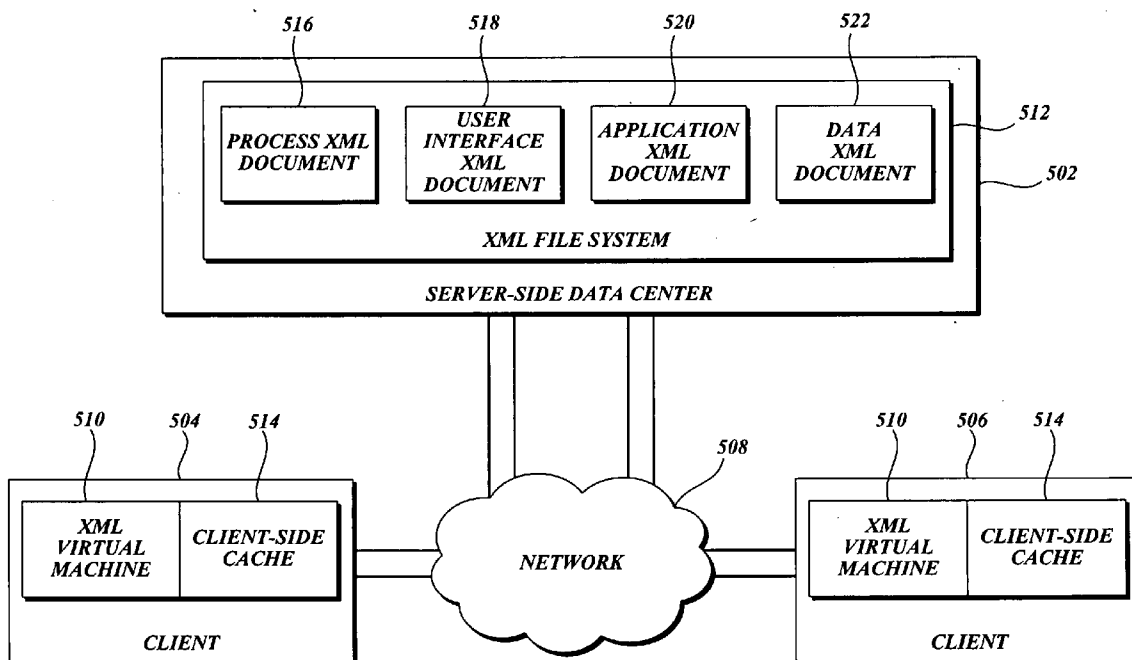 516
518
520
522
PROCESS XML
DOCUMENT
USER
INTERFACE
XML
DOCUMENT
APPLICATION
XML
DOCUMENT
DATA
XML
DOCUMENT
512
502
XML FILE SYSTEM
SERVER-SIDE DATA CENTER
510
504
514
508
510
506
514
XML
VIRTUAL
MACHINE
CLIENT-SIDE
CACHE
CLIENT
NETWORK
XML
VIRTUAL
MACHINE
CLIENT-SIDE
CACHE
CLIENT